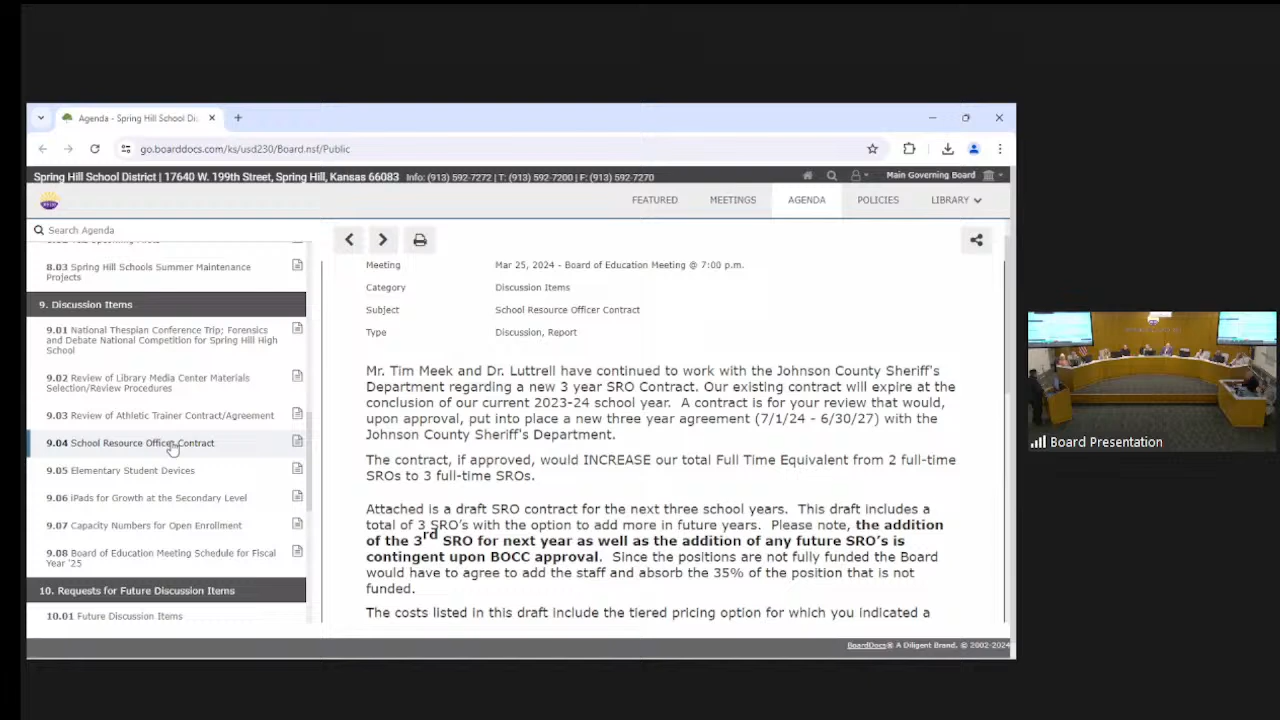 Agenda - Spring Hill School Di
go.boarddocs.com/ks/usd230/Board.nsf/Public
Spring Hill School District | 17640 W. 199th Street, Spring Hill, Kansas 66083 Info: (913) 592-7272 | T: (913) 592-7200 | F: (913) 592-7270
Main Governing Board
FEATURED MEETINGS AGENDA POLICIES LIBRARY
Search Agenda
8.03 Spring Hill Schools Summer Maintenance
Projects
9. Discussion Items
9.01 National Thespian Conference Trip; Forensics
and Debate National Competition for Spring Hill High
School
9.02 Review of Library Media Center Materials
Selection/Review Procedures
9.03 Review of Athletic Trainer Contract/Agreement
9.04 School Resource Officer Contract
9.05 Elementary Student Devices
9.06 iPads for Growth at the Secondary Level
9.07 Capacity Numbers for Open Enrollment
9.08 Board of Education Meeting Schedule for Fiscal
Year '25
10. Requests for Future Discussion Items
10.01 Future Discussion Items
Meeting Mar 25, 2024 - Board of Education Meeting @ 7:00 p.m.
Category Discussion Items
Subject School Resource Officer Contract
Type Discussion, Report
Mr. Tim Meek and Dr. Luttrell have continued to work with the Johnson County Sheriff's
Department regarding a new 3 year SRO Contract. Our existing contract will expire at the
conclusion of our current 2023-24 school year. A contract is for your review that would,
upon approval, put into place a new three year agreement (7/1/24 - 6/30/27) with the
Johnson County Sheriff's Department.
The contract, if approved, would INCREASE our total Full Time Equivalent from 2 full-time
SROs to 3 full-time SROs.
Attached is a draft SRO contract for the next three school years. This draft includes a
total of 3 SRO's with the option to add more in future years. Please note, the addition
of the 3rd SRO for next year as well as the addition of any future SRO's is
contingent upon BOCC approval. Since the positions are not fully funded the Board
would have to agree to add the staff and absorb the 35% of the position that is not
funded.
The costs listed in this draft include the tiered pricing option for which you indicated a
BoardDocs® A Diligent Brand, © 2002-2024
Board Presentation